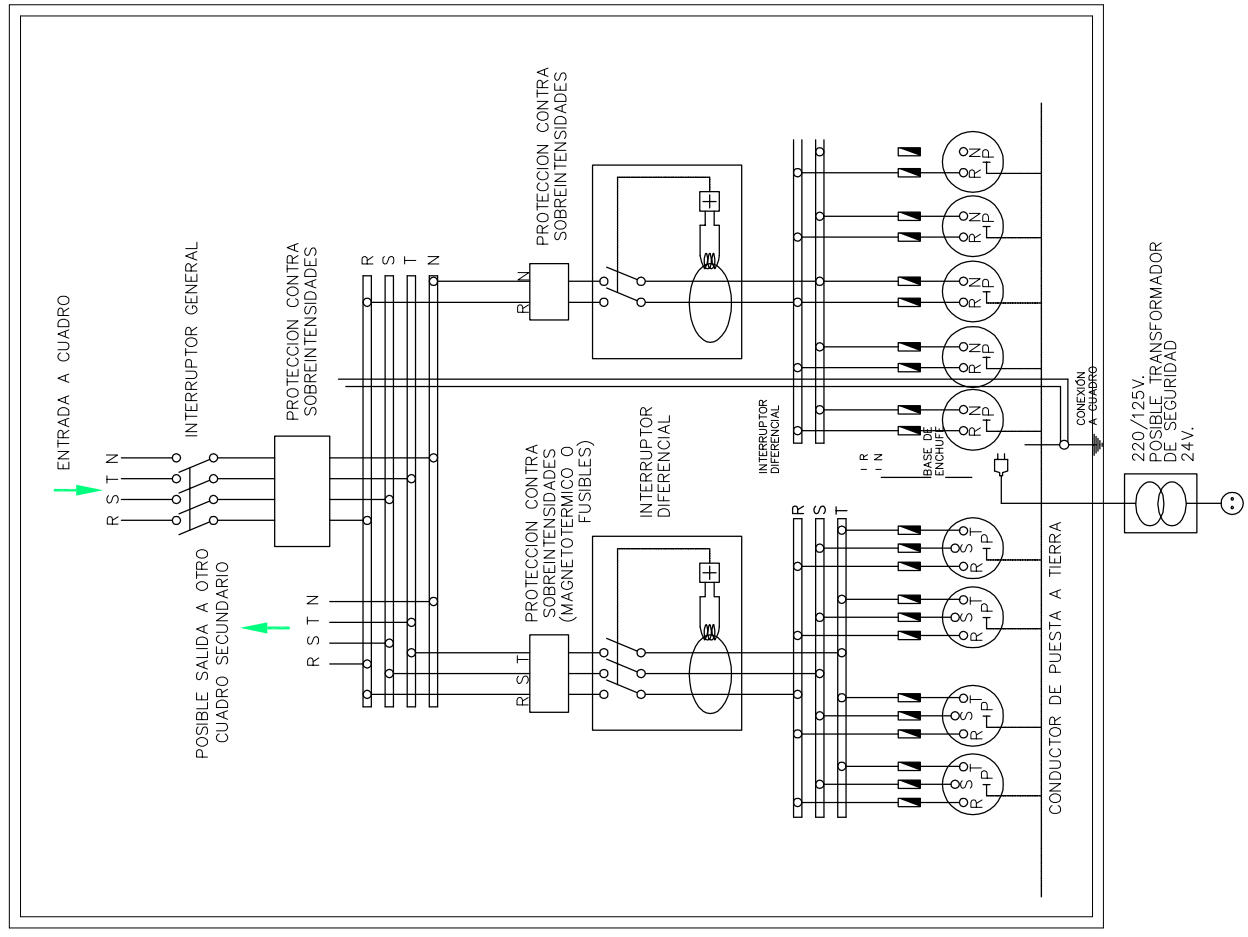 ENTRADA A CUADRO
R S T N
INTERRUPTOR GENERAL
PROTECCION CONTRA
SOBREINTENSIDADES
POSIBLE SALIDA A OTRO
CUADRO SECUNDARIO
R S T N
R
S
T
N
PROTECCION CONTRA
SOBREINTENSIDADES
R N
PROTECCION CONTRA
SOBREINTENSIDADES
(MAGNETOTERMICO O
FUSIBLES)
R S T
INTERRUPTOR
DIFERENCIAL
INTERRUPTOR
DIFERENCIAL
R
S
T
I R
I N
BASE DE
ENCHUFE
R N
P
R N
P
R N
P
R N
P
R N
P
R S T
P
R S T
P
R S T
P
R S T
P
CONEXIÓN
A CUADRO
CONDUCTOR DE PUESTA A TIERRA
220/125V.
POSIBLE TRANSFORMADOR
DE SEGURIDAD
24V.